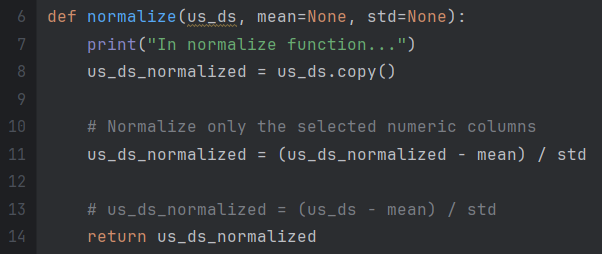 6 def normalize(us_ds, mean=None, std=None):
7 print("In normalize function...")
8 us_ds_normalized = us_ds.copy()
9
10 # Normalize only the selected numeric columns
11 us_ds_normalized = (us_ds_normalized - mean) / std
12
13 # us_ds_normalized = (us_ds - mean) / std
14 return us_ds_normalized